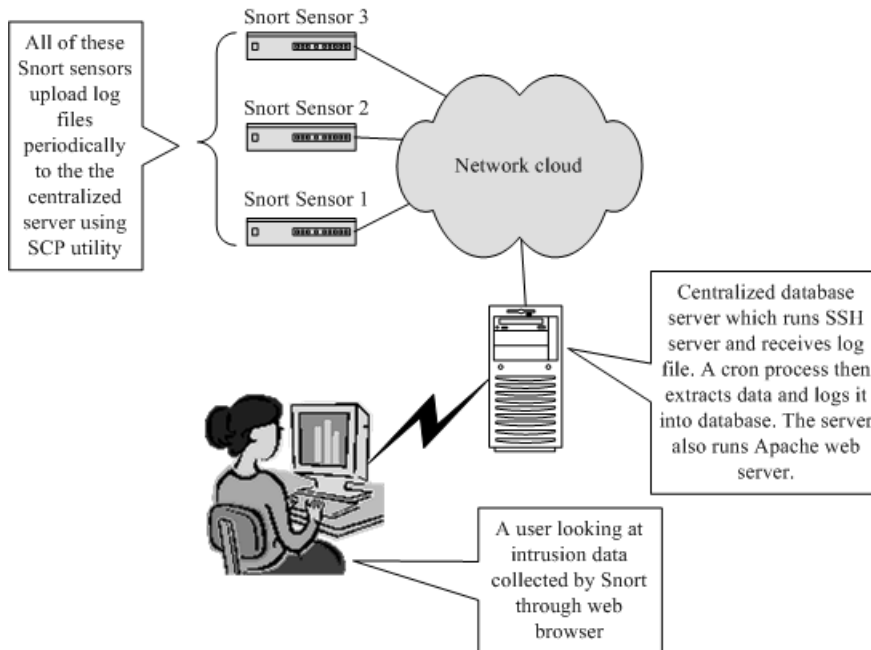 Snort Sensor 3
All of these
Snort sensors
upload log
files
periodically
to the the
centralized
server using
SCP utility
Snort Sensor 2
Snort Sensor 1
Network cloud
Centralized database
server which runs SSH
server and receives log
file. A cron process then
extracts data and logs it
into database. The server
also runs Apache web
server.
A user looking at
intrusion data
collected by Snort
through web
browser